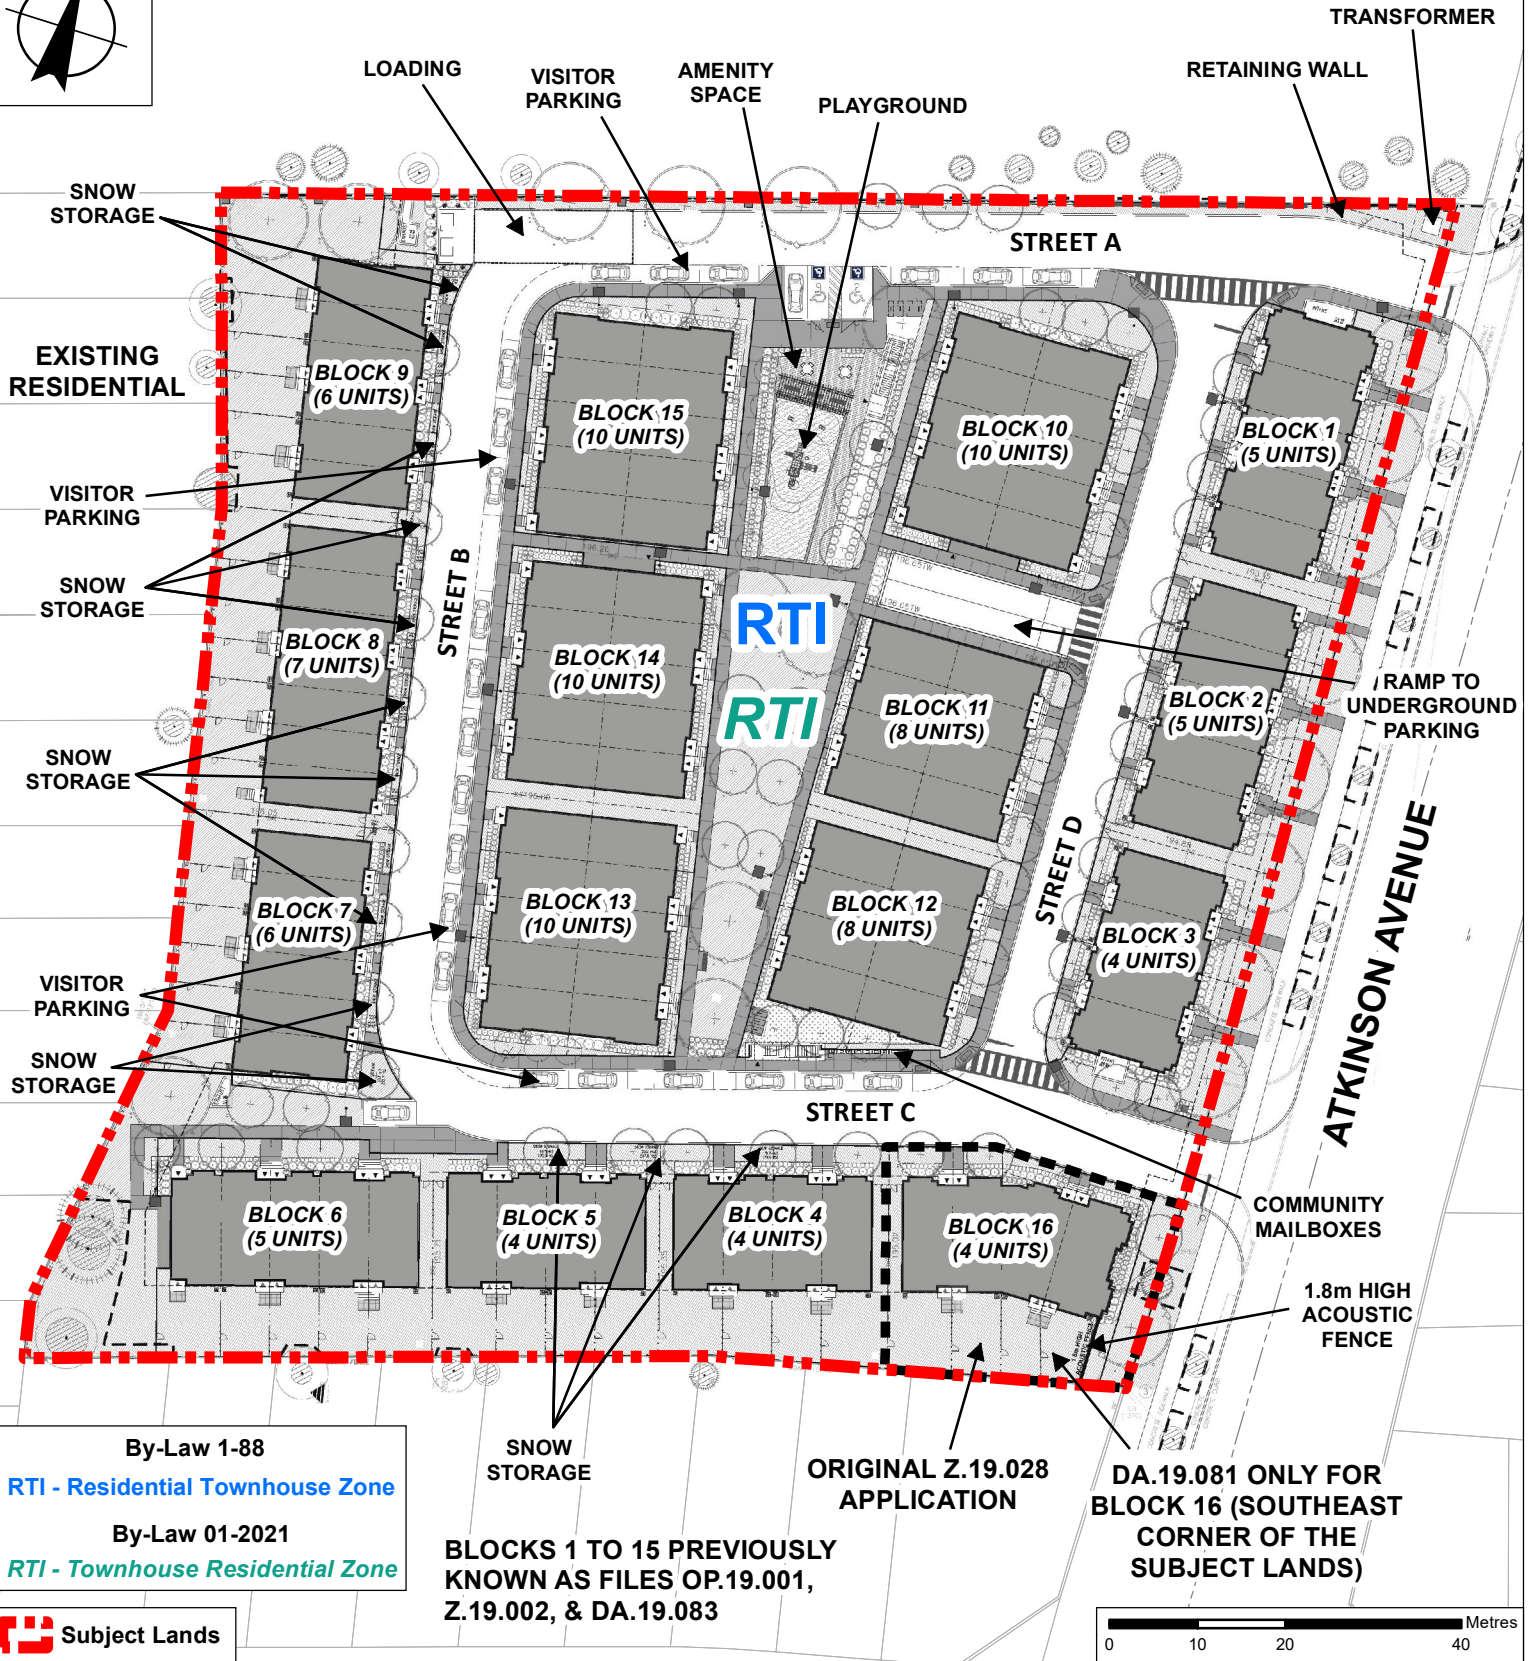 TRANSFORMER
LOADING
VISITOR
PARKING
AMENITY
SPACE
PLAYGROUND
RETAINING WALL
SNOW
STORAGE
STREET A
EXISTING
RESIDENTIAL
BLOCK 9
(6 UNITS)
BLOCK 15
(10 UNITS)
BLOCK 10
(10 UNITS)
BLOCK 1
(5 UNITS)
VISITOR
PARKING
STREET B
SNOW
STORAGE
RTI
RTI
BLOCK 8
(7 UNITS)
BLOCK 14
(10 UNITS)
BLOCK 11
(8 UNITS)
BLOCK 2
(5 UNITS)
RAMP TO
UNDERGROUND
PARKING
SNOW
STORAGE
STREET D
ATKINSON AVENUE
BLOCK 7
(6 UNITS)
BLOCK 13
(10 UNITS)
BLOCK 12
(8 UNITS)
BLOCK 3
(4 UNITS)
VISITOR
PARKING
SNOW
STORAGE
STREET C
BLOCK 6
(5 UNITS)
BLOCK 5
(4 UNITS)
BLOCK 4
(4 UNITS)
BLOCK 16
(4 UNITS)
COMMUNITY
MAILBOXES
1.8m HIGH
ACOUSTIC
FENCE
SNOW
STORAGE
ORIGINAL Z.19.028
APPLICATION
DA.19.081 ONLY FOR
BLOCK 16 (SOUTHEAST
CORNER OF THE
SUBJECT LANDS)
By-Law 1-88
RTI - Residential Townhouse Zone
By-Law 01-2021
RTI - Townhouse Residential Zone
BLOCKS 1 TO 15 PREVIOUSLY
KNOWN AS FILES OP.19.001,
Z.19.002, & DA.19.083
Subject Lands
Metres
0 10 20 40